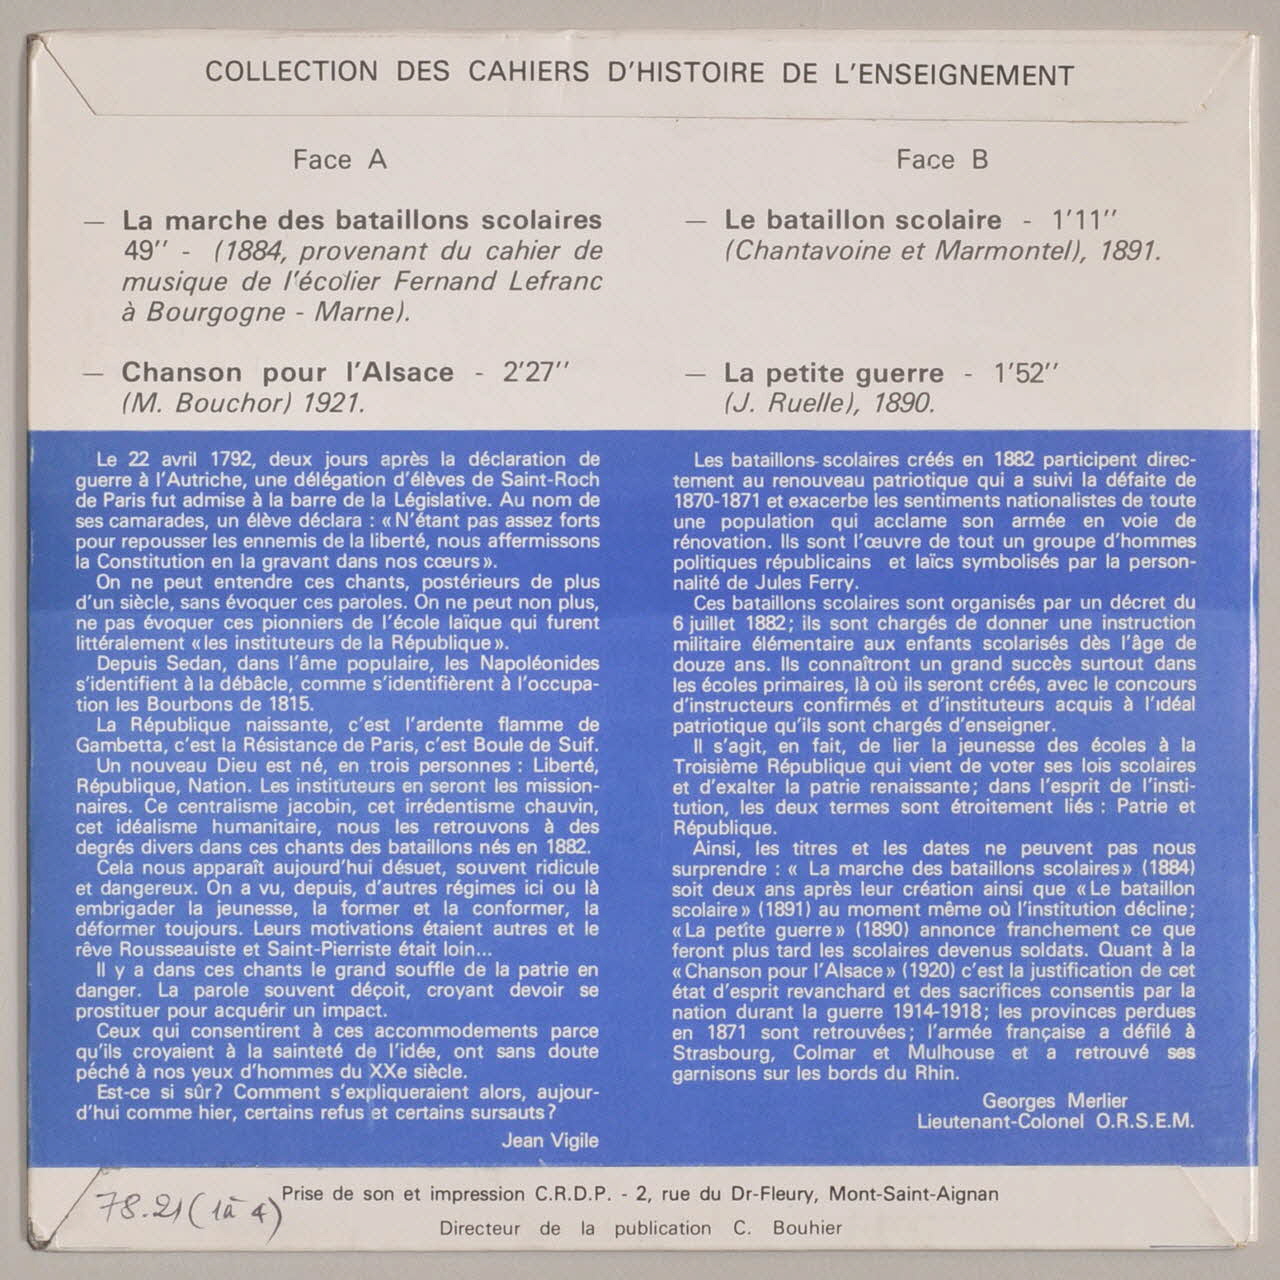 COLLECTION DES CAHIERS D'HISTOIRE DE L'ENSEIGNEMENT
Face A
— La marche des bataillons scolaires
49'' - (1884, provenant du cahier de
musique de l'écolier Fernand Lefranc
à Bourgogne - Marne).
— Chanson pour l'Alsace - 2'27''
(M. Bouchor) 1921.
Face B
— Le bataillon scolaire - 1'11''
(Chantavoine et Marmontel), 1891.
— La petite guerre - 1'52''
(J. Ruelle), 1890.
Le 22 avril 1792, deux jours après la déclaration de
guerre à l'Autriche, une délégation d'élèves de Saint-Roch
de Paris fut admise à la barre de la Législative. Au nom de
ses camarades, un élève déclara : «N'étant pas assez forts
pour repousser les ennemis de la liberté, nous affermissons
la Constitution en la gravant dans nos cœurs».
On ne peut entendre ces chants, postérieurs de plus
d'un siècle, sans évoquer ces paroles. On ne peut non plus,
ne pas évoquer ces pionniers de l'école laïque qui furent
littéralement «les instituteurs de la République».
Depuis Sedan, dans l'âme populaire, les Napoléonides
s'identifient à la débâcle, comme s'identifièrent à l'occupa-
tion les Bourbons de 1815.
La République naissante, c'est l'ardente flamme de
Gambetta, c'est la Résistance de Paris, c'est Boule de Suif.
Un nouveau Dieu est né, en trois personnes : Liberté,
République, Nation. Les instituteurs en seront les mission-
naires. Ce centralisme jacobin, cet irrédentisme chauvin,
cet idéalisme humanitaire, nous les retrouvons à des
degrés divers dans ces chants des bataillons nés en 1882.
Cela nous apparaît aujourd'hui désuet, souvent ridicule
et dangereux. On a vu, depuis, d'autres régimes ici ou là
embrigader la jeunesse, la former et la conformer, la
déformer toujours. Leurs motivations étaient autres et le
rêve Rousseauiste et Saint-Pierriste était loin...
Il y a dans ces chants le grand souffle de la patrie en
danger. La parole souvent déçoit, croyant devoir se
prostituer pour acquérir un impact.
Ceux qui consentirent à ces accommodements parce
qu'ils croyaient à la sainteté de l'idée, ont sans doute
péché à nos yeux d'hommes du XXe siècle.
Est-ce si sûr? Comment s'expliqueraient alors, aujour-
d'hui comme hier, certains refus et certains sursauts?
Jean Vigile
Les bataillons scolaires créés en 1882 participent direc-
tement au renouveau patriotique qui a suivi la défaite de
1870-1871 et exacerbe les sentiments nationalistes de toute
une population qui acclame son armée en voie de
rénovation. Ils sont l'œuvre de tout un groupe d'hommes
politiques républicains et laïcs symbolisés par la person-
nalité de Jules Ferry.
Ces bataillons scolaires sont organisés par un décret du
6 juillet 1882; ils sont chargés de donner une instruction
militaire élémentaire aux enfants scolarisés dès l'âge de
douze ans. Ils connaîtront un grand succès surtout dans
les écoles primaires, là où ils seront créés, avec le concours
d'instructeurs confirmés et d'instituteurs acquis à l'idéal
patriotique qu'ils sont chargés d'enseigner.
Il s'agit, en fait, de lier la jeunesse des écoles à la
Troisième République qui vient de voter ses lois scolaires
et d'exalter la patrie renaissante; dans l'esprit de l'insti-
tution, les deux termes sont étroitement liés : Patrie et
République.
Ainsi, les titres et les dates ne peuvent pas nous
surprendre : « La marche des bataillons scolaires» (1884)
soit deux ans après leur création ainsi que «Le bataillon
scolaire» (1891) au moment même où l'institution décline;
«La petite guerre» (1890) annonce franchement ce que
feront plus tard les scolaires devenus soldats. Quant à la
«Chanson pour l'Alsace» (1920) c'est la justification de cet
état d'esprit revanchard et des sacrifices consentis par la
nation durant la guerre 1914-1918; les provinces perdues
en 1871 sont retrouvées; l'armée française a défilé à
Strasbourg, Colmar et Mulhouse et a retrouvé ses
garnisons sur les bords du Rhin.
Georges Merlier
Lieutenant-Colonel O.R.S.E.M.
78.21 (1à 4)
Prise de son et impression C.R.D.P. - 2, rue du Dr-Fleury, Mont-Saint-Aignan
Directeur de la publication C. Bouhier